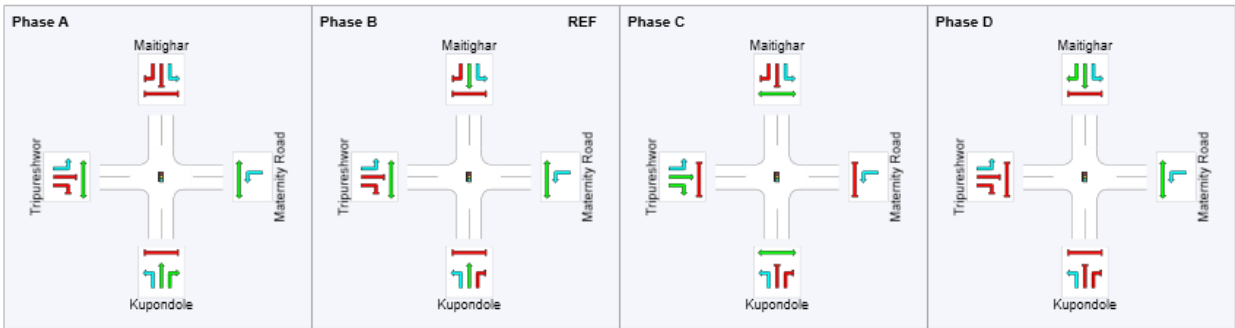 Phase A
Maitighar
Tripureshwor
Maternity Road
Kupondole
Phase B
REF
Maitighar
Tripureshwor
Maternity Road
Kupondole
Phase C
Maitighar
Tripureshwor
Maternity Road
Kupondole
Phase D
Maitighar
Tripureshwor
Maternity Road
Kupondole